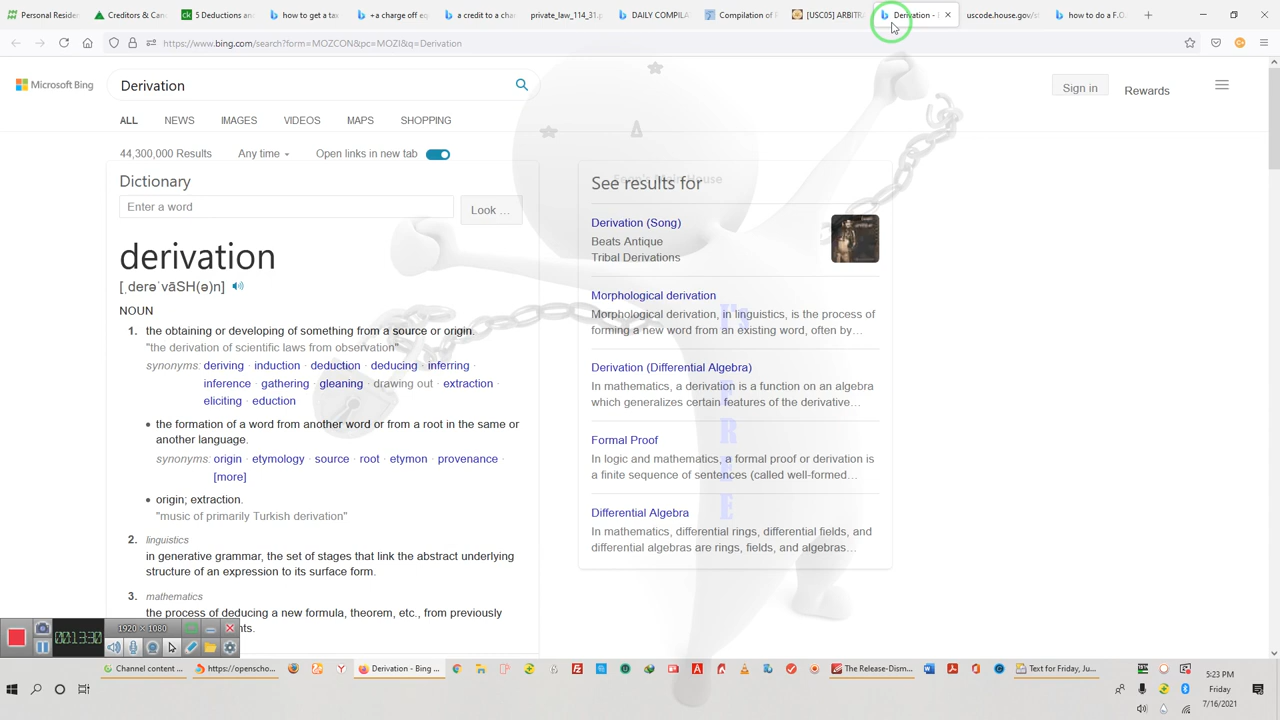 Personal Residen
Creditors & Canc
5 Deductions and
how to get a tax
+a charge off equ
a credit to a char
private_law_114_31.p
DAILY COMPILA
Compilation of P
[USC05] ARBITRA
Derivation -
uscode.house.gov/st
how to do a F.O.
https://www.bing.com/search?form=MOZCON&pc=MOZI&q=Derivation
Microsoft Bing
Derivation
Sign in
Rewards
ALL
NEWS
IMAGES
VIDEOS
MAPS
SHOPPING
44,300,000 Results
Any time
Open links in new tab
Dictionary
Enter a word
Look ...
derivation
[ˌderəˈvāSH(ə)n]
NOUN
1. the obtaining or developing of something from a source or origin.
"the derivation of scientific laws from observation"
synonyms: deriving · induction · deduction · deducing · inferring ·
inference · gathering · gleaning · drawing out · extraction ·
eliciting · eduction
• the formation of a word from another word or from a root in the same or
another language.
synonyms: origin · etymology · source · root · etymon · provenance ·
[more]
• origin; extraction.
"music of primarily Turkish derivation"
2. linguistics
in generative grammar, the set of stages that link the abstract underlying
structure of an expression to its surface form.
3. mathematics
the process of deducing a new formula, theorem, etc., from previously
nts.
See results for
Derivation (Song)
Beats Antique
Tribal Derivations
Morphological derivation
Morphological derivation, in linguistics, is the process of
forming a new word from an existing word, often by…
Derivation (Differential Algebra)
In mathematics, a derivation is a function on an algebra
which generalizes certain features of the derivative…
Formal Proof
In logic and mathematics, a formal proof or derivation is
a finite sequence of sentences (called well-formed…
Differential Algebra
In mathematics, differential rings, differential fields, and
differential algebras are rings, fields, and algebras…
00:13:30
1920 × 1080
Channel content ...
https://openscho...
Derivation - Bing ...
The Release-Dism...
Text for Friday, Ju...
5:23 PM
Friday
7/16/2021